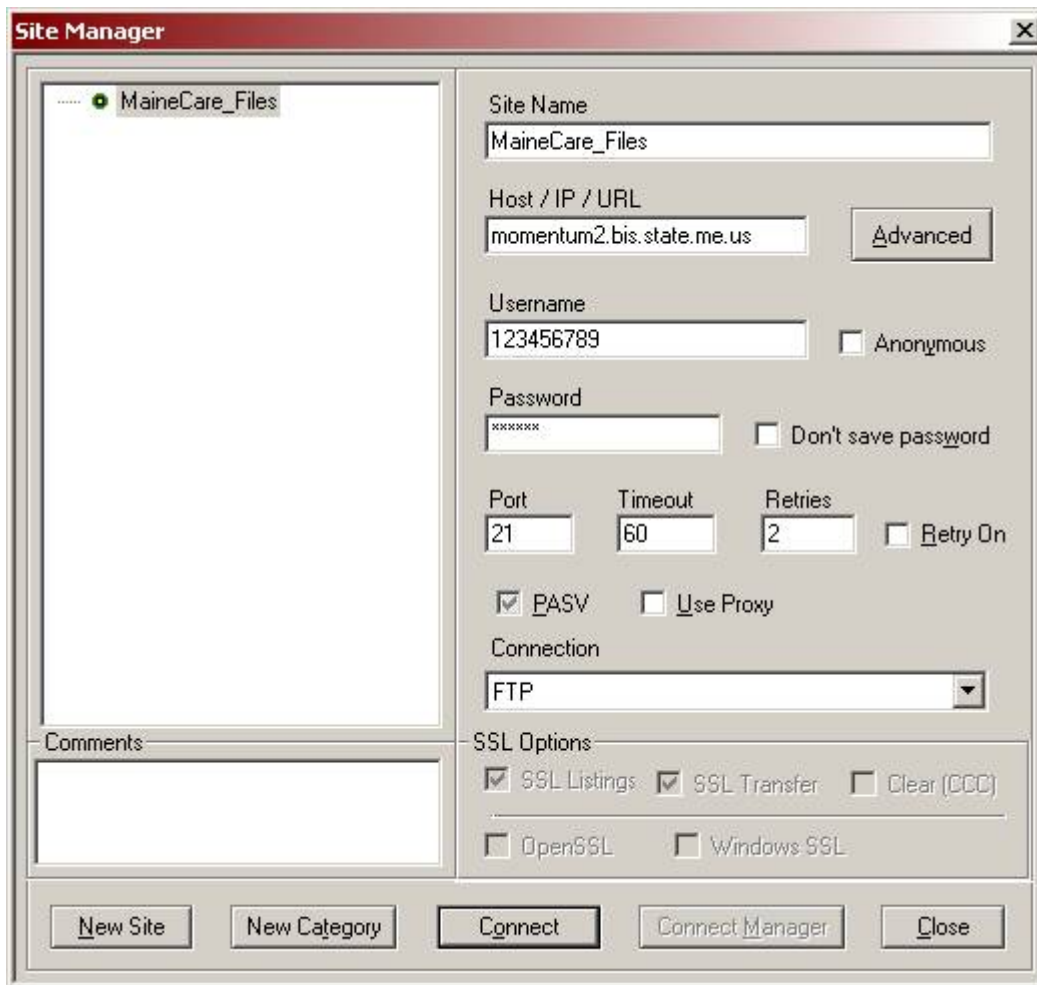 Site Manager
MaineCare_Files
Site Name
MaineCare_Files
Host / IP / URL
momentum2.bis.state.me.us
Advanced
Username
123456789
Anonymous
Password
xxxxxx
Don't save password
Port Timeout Retries
21 60 2 Retry On
PASV Use Proxy
Connection
FTP
Comments
SSL Options
SSL Listings SSL Transfer Clear (CCC)
OpenSSL Windows SSL
New Site New Category Connect Connect Manager Close